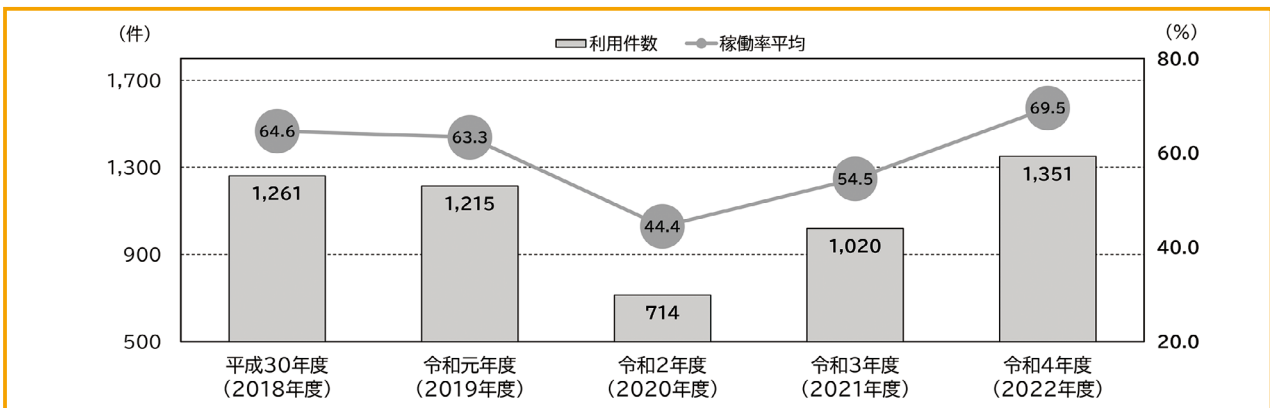 （件）
（%）
利用件数 稼働率平均
1,700
1,300
900
500
80.0
60.0
40.0
20.0
64.6 63.3 44.4 54.5 69.5
1,261 1,215 714 1,020 1,351
平成30年度 令和元年度 令和2年度 令和3年度 令和4年度
（2018年度） （2019年度） （2020年度） （2021年度） （2022年度）